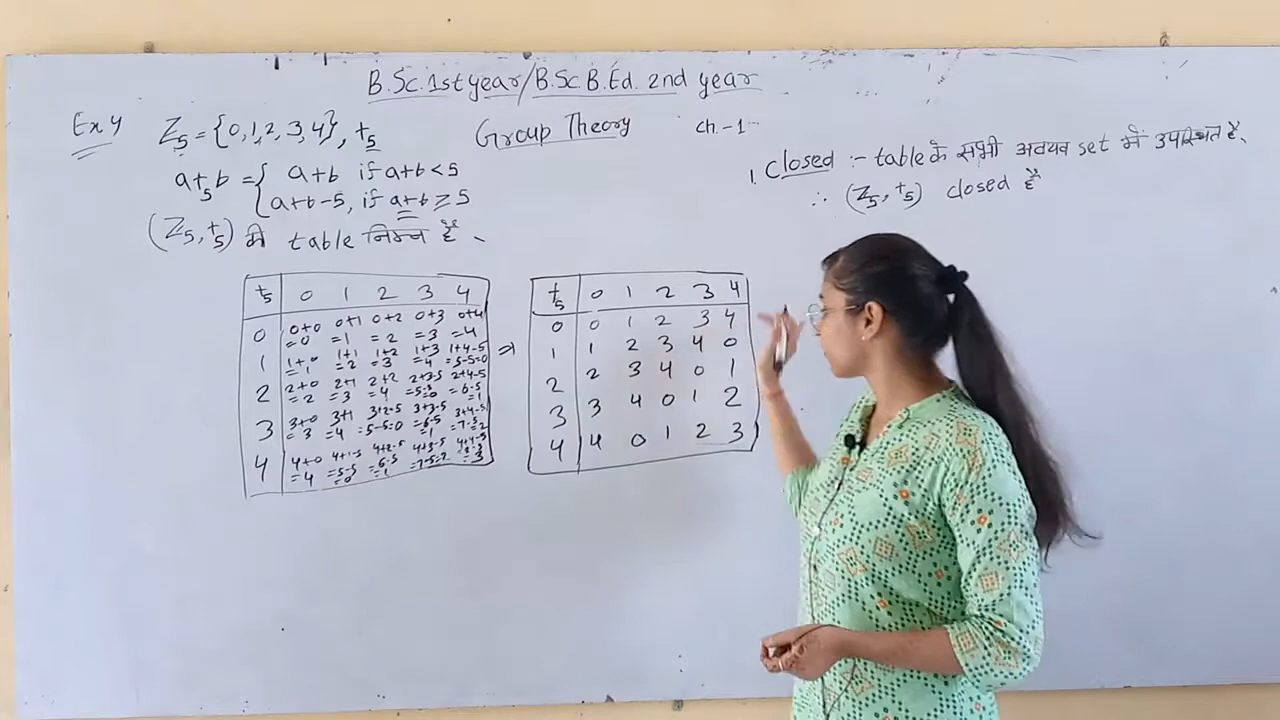 B.Sc. 1st year/B.Sc. B.Ed. 2nd year
Ex 4 Z₅ = {0,1,2,3,4}, +₅
Group Theory ch.-1
a+₅b = { a+b if a+b < 5
a+b-5, if a+b ≥ 5
(Z₅, +₅) की table निम्न है
+₅ 0 1 2 3 4
0 0+0=0 0+1=1 0+2=2 0+3=3 0+4=4
1 1+0=1 1+1=2 1+2=3 1+3=4 1+4-5=5-5=0
2 2+0=2 2+1=3 2+2=4 2+3-5=5-5=0 2+4-5=6-5=1
3 3+0=3 3+1=4 3+2-5=5-5=0 3+3-5=6-5=1 3+4-5=7-5=2
4 4+0=4 4+1-5=5-5=0 4+2-5=6-5=1 4+3-5=7-5=2 4+4-5=8-5=3
⇒
+₅ 0 1 2 3 4
0 0 1 2 3 4
1 1 2 3 4 0
2 2 3 4 0 1
3 3 4 0 1 2
4 4 0 1 2 3
1. Closed :- table के सभी अवयव set में उपस्थित है
∴ (Z₅, +₅) closed है